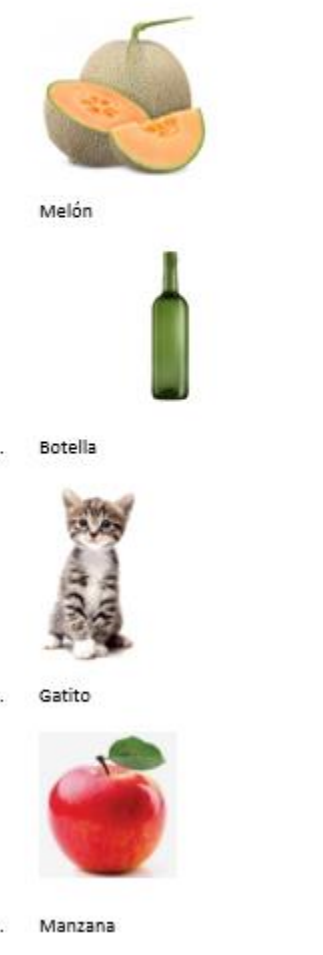 Melón
. Botella
. Gatito
. Manzana